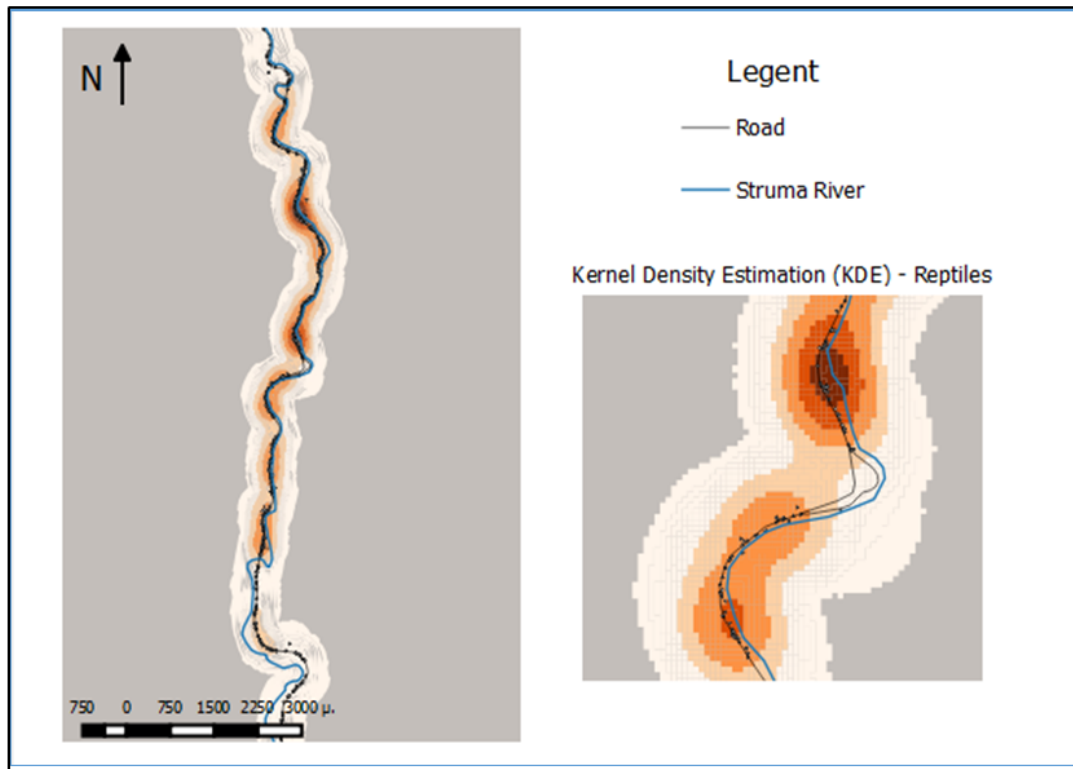 N
Legent
Road
Struma River
Kernel Density Estimation (KDE) - Reptiles
750 0 750 1500 2250 3000 μ.